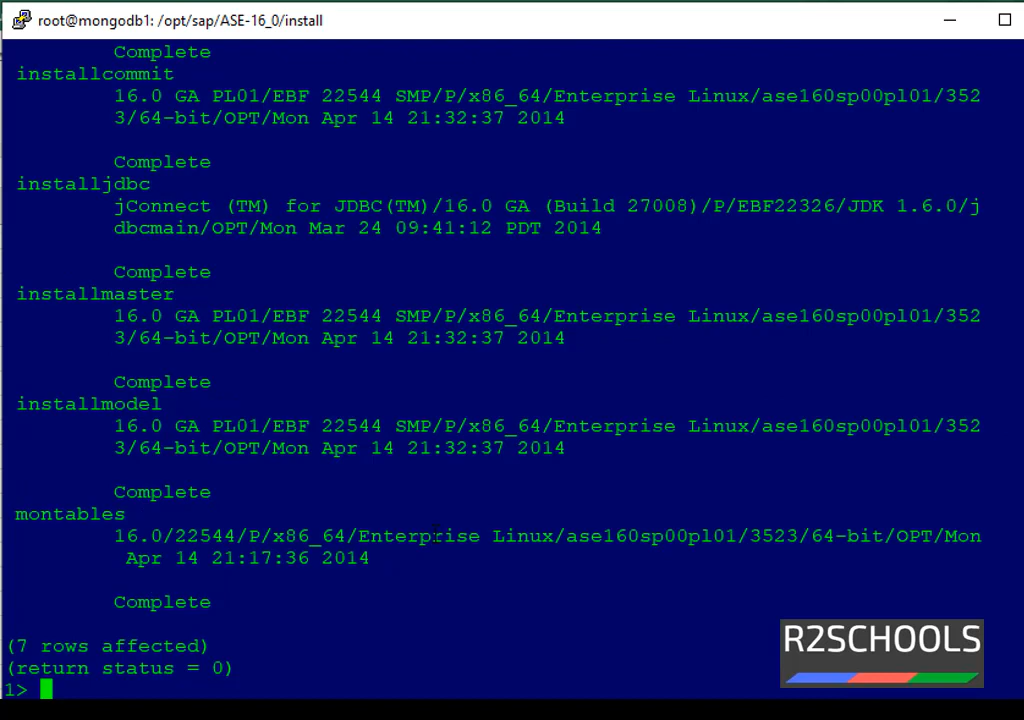 root@mongodb1: /opt/sap/ASE-16_0/install
Complete
installcommit
16.0 GA PL01/EBF 22544 SMP/P/x86_64/Enterprise Linux/ase160sp00pl01/352
3/64-bit/OPT/Mon Apr 14 21:32:37 2014
Complete
installjdbc
jConnect (TM) for JDBC(TM)/16.0 GA (Build 27008)/P/EBF22326/JDK 1.6.0/j
dbcmain/OPT/Mon Mar 24 09:41:12 PDT 2014
Complete
installmaster
16.0 GA PL01/EBF 22544 SMP/P/x86_64/Enterprise Linux/ase160sp00pl01/352
3/64-bit/OPT/Mon Apr 14 21:32:37 2014
Complete
installmodel
16.0 GA PL01/EBF 22544 SMP/P/x86_64/Enterprise Linux/ase160sp00pl01/352
3/64-bit/OPT/Mon Apr 14 21:32:37 2014
Complete
montables
16.0/22544/P/x86_64/Enterprise Linux/ase160sp00pl01/3523/64-bit/OPT/Mon
Apr 14 21:17:36 2014
Complete
(7 rows affected)
(return status = 0)
1>
R2SCHOOLS